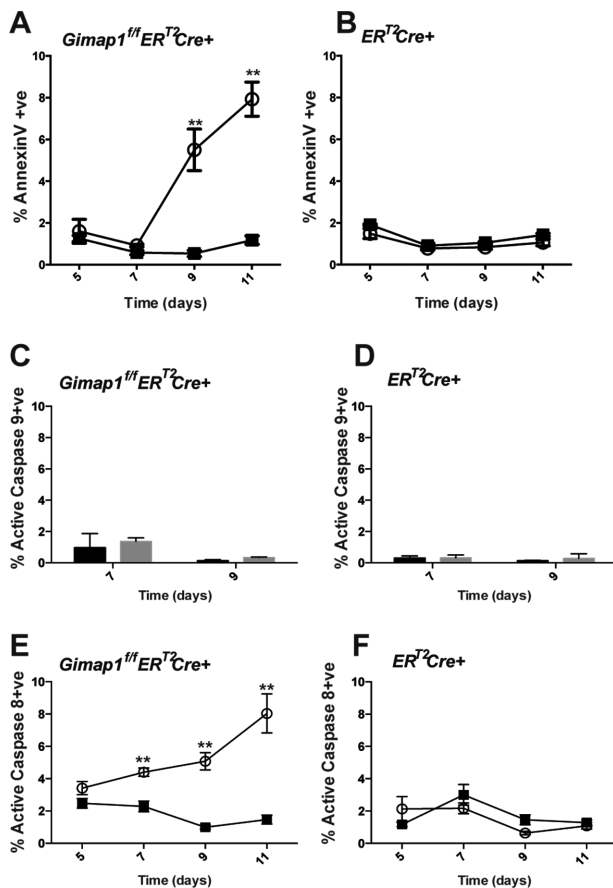 A
Gimap1f/fERT2Cre+
% AnnexinV +ve
10
8
6
4
2
0
**
**
5
7
9
11
Time (days)
B
ERT2Cre+
% AnnexinV +ve
10
8
6
4
2
0
5
7
9
11
Time (days)
C
Gimap1f/fERT2Cre+
% Active Caspase 9+ve
10
8
6
4
2
0
7
9
Time (days)
D
ERT2Cre+
% Active Caspase 9+ve
10
8
6
4
2
0
7
9
Time (days)
E
Gimap1f/fERT2Cre+
% Active Caspase 8+ve
10
8
6
4
2
0
**
**
**
5
7
9
11
Time (days)
F
ERT2Cre+
% Active Caspase 8+ve
10
8
6
4
2
0
5
7
9
11
Time (days)